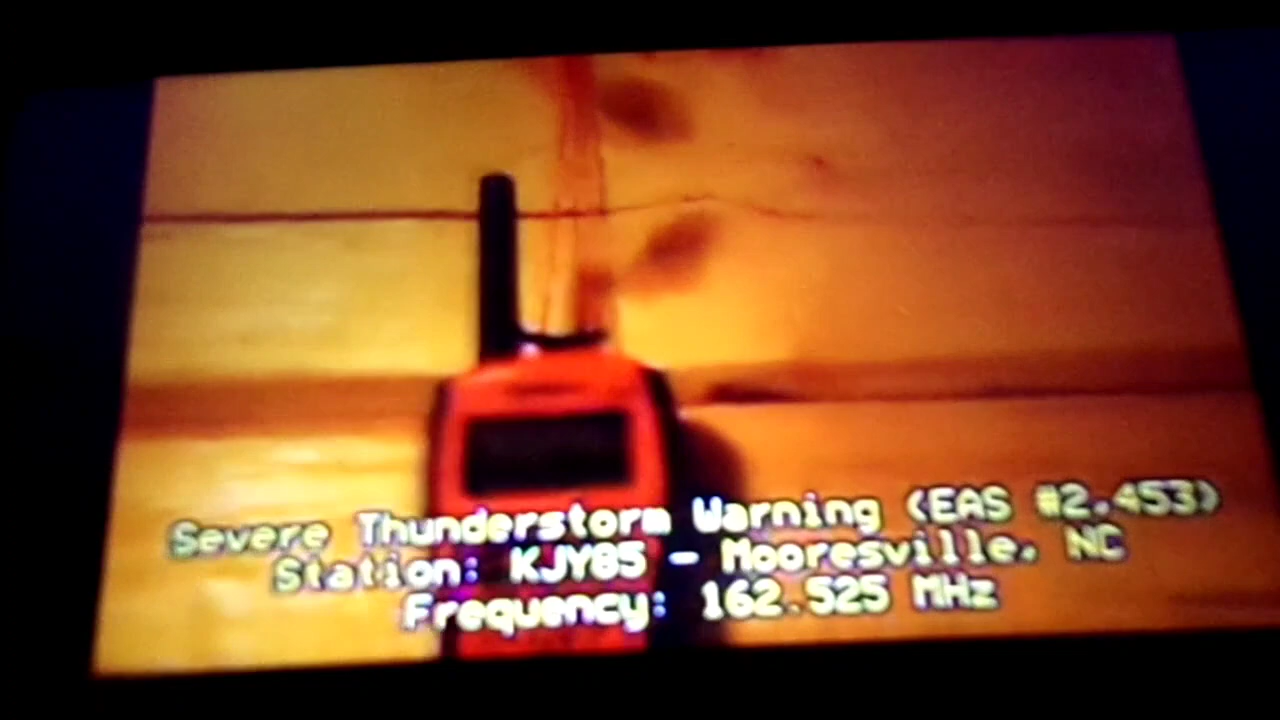 Severe Thunderstorm Warning (EAS #2,453)
Station: KJY85 - Mooresville, NC
Frequency: 162.525 MHz